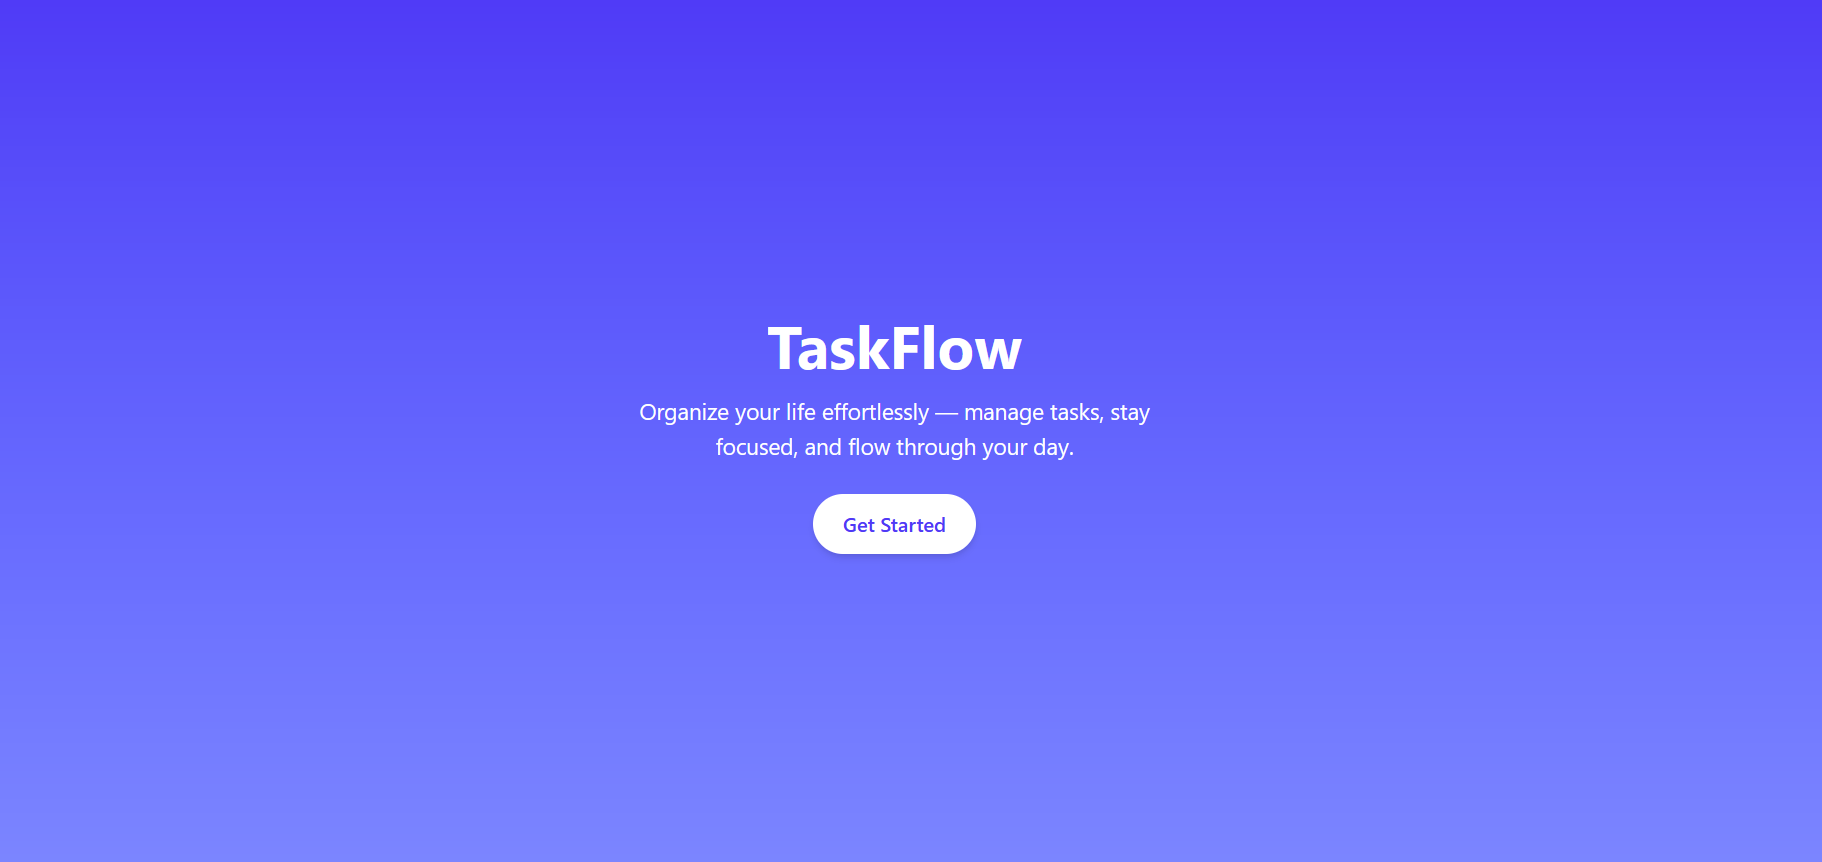 TaskFlow
Organize your life effortlessly — manage tasks, stay
focused, and flow through your day.
Get Started